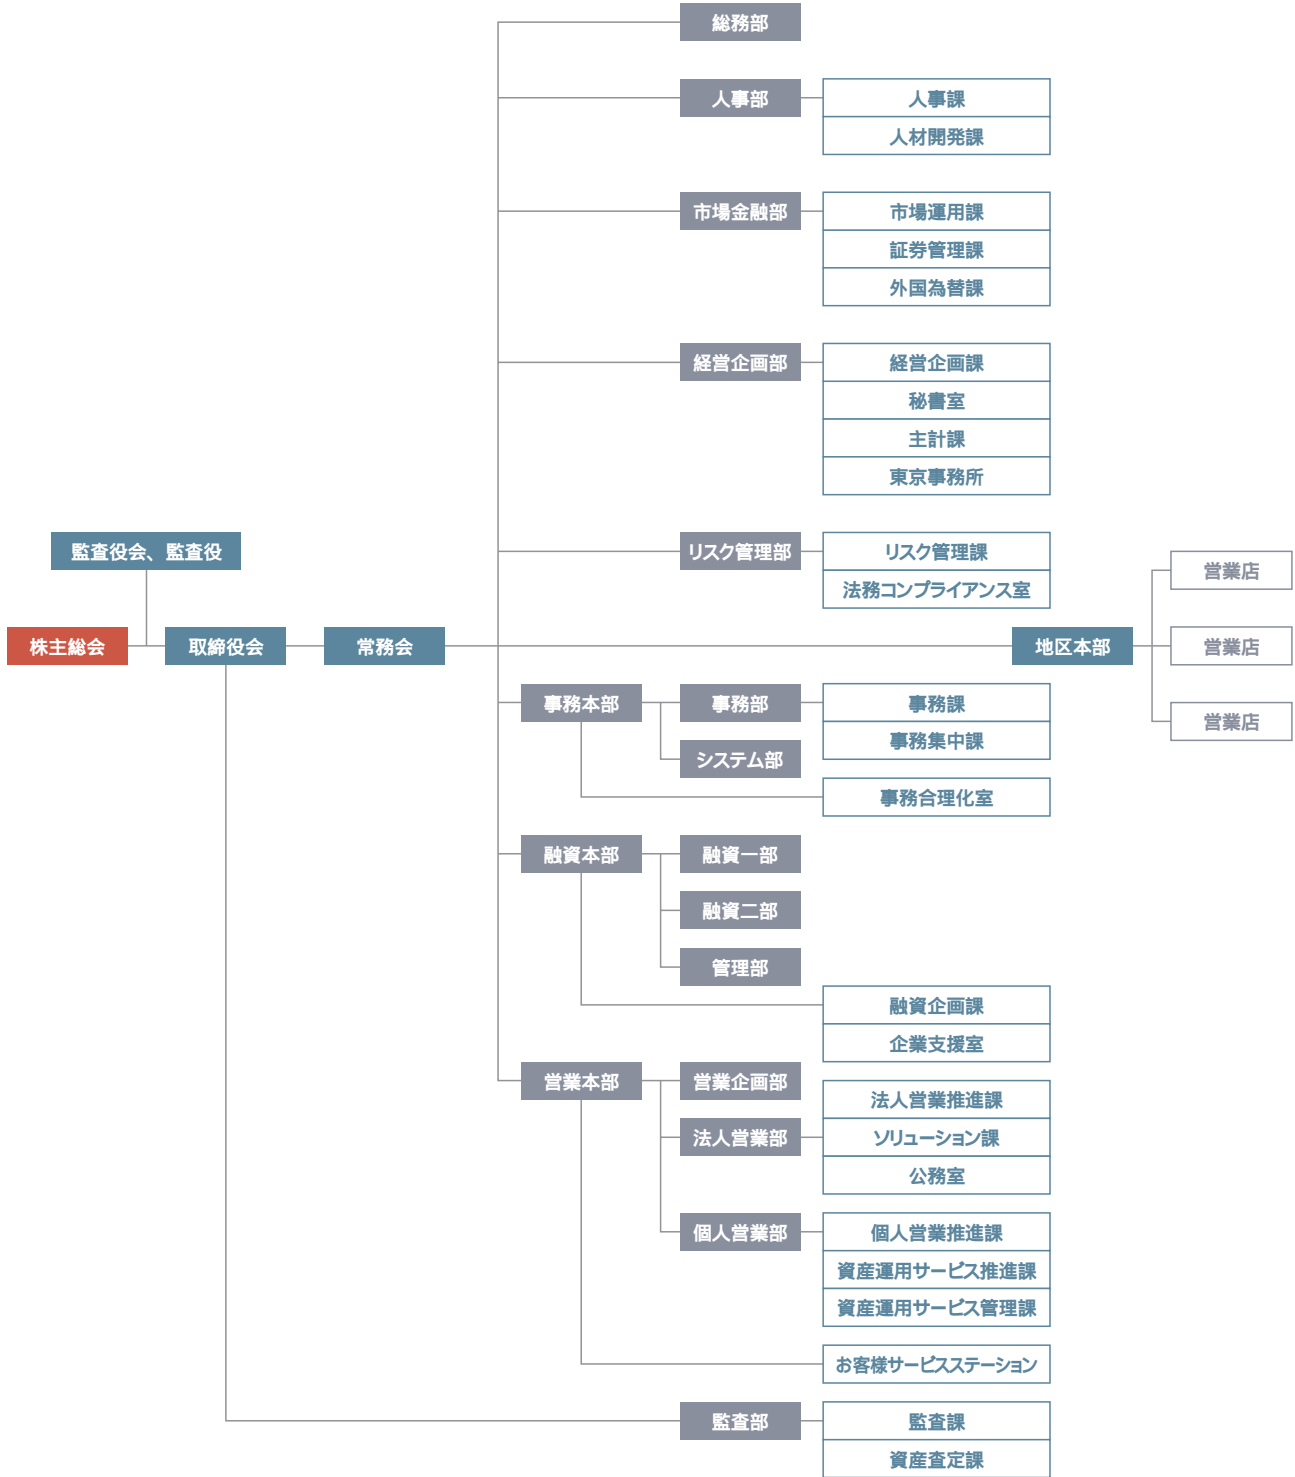 総務部
人事部
人事課
人材開発課
市場金融部
市場運用課
証券管理課
外国為替課
経営企画部
経営企画課
秘書室
主計課
東京事務所
監査役会、監査役
リスク管理部
リスク管理課
法務コンプライアンス室
営業店
株主総会
取締役会
常務会
地区本部
営業店
営業店
事務本部
事務部
事務課
事務集中課
システム部
事務合理化室
融資本部
融資一部
融資二部
管理部
融資企画課
企業支援室
営業本部
営業企画部
法人営業部
法人営業推進課
ソリューション課
公務室
個人営業部
個人営業推進課
資産運用サービス推進課
資産運用サービス管理課
お客様サービスステーション
監査部
監査課
資産査定課